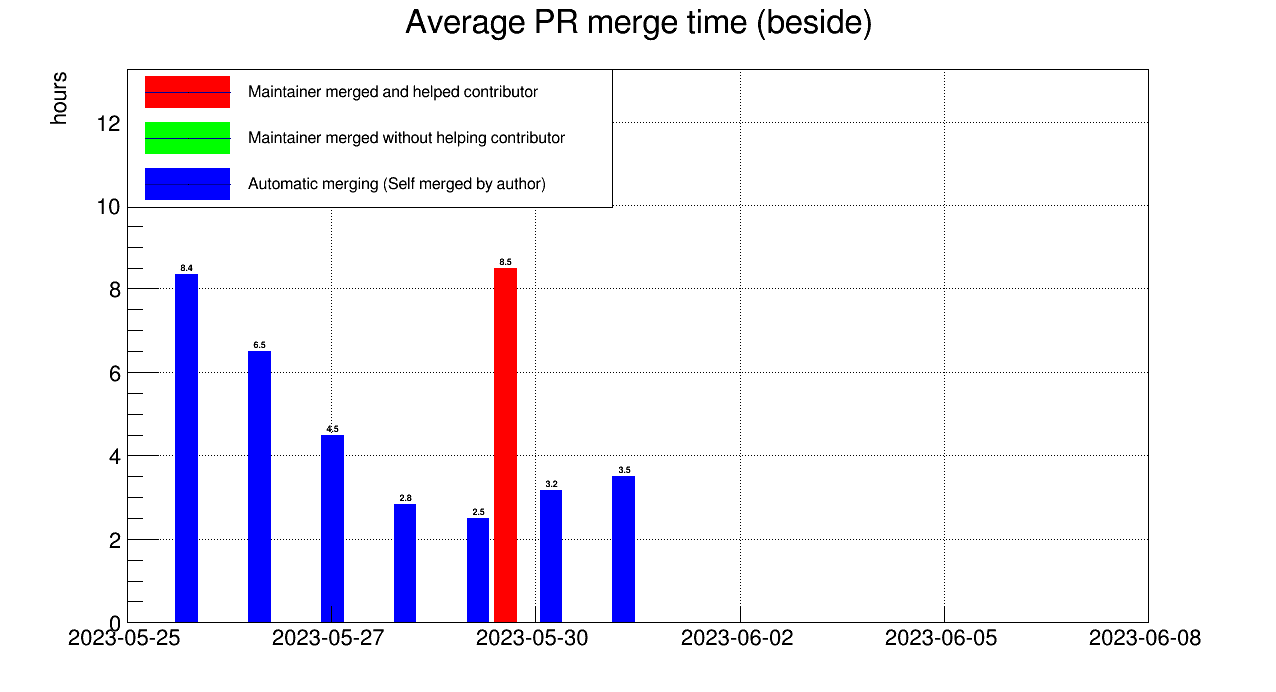 Average PR merge time (beside)
hours
Maintainer merged and helped contributor
Maintainer merged without helping contributor
Automatic merging (Self merged by author)
12
10
8
6
4
2
0
8.4
6.5
4.5
2.8
2.5
8.5
3.2
3.5
2023-05-25 2023-05-27 2023-05-30 2023-06-02 2023-06-05 2023-06-08